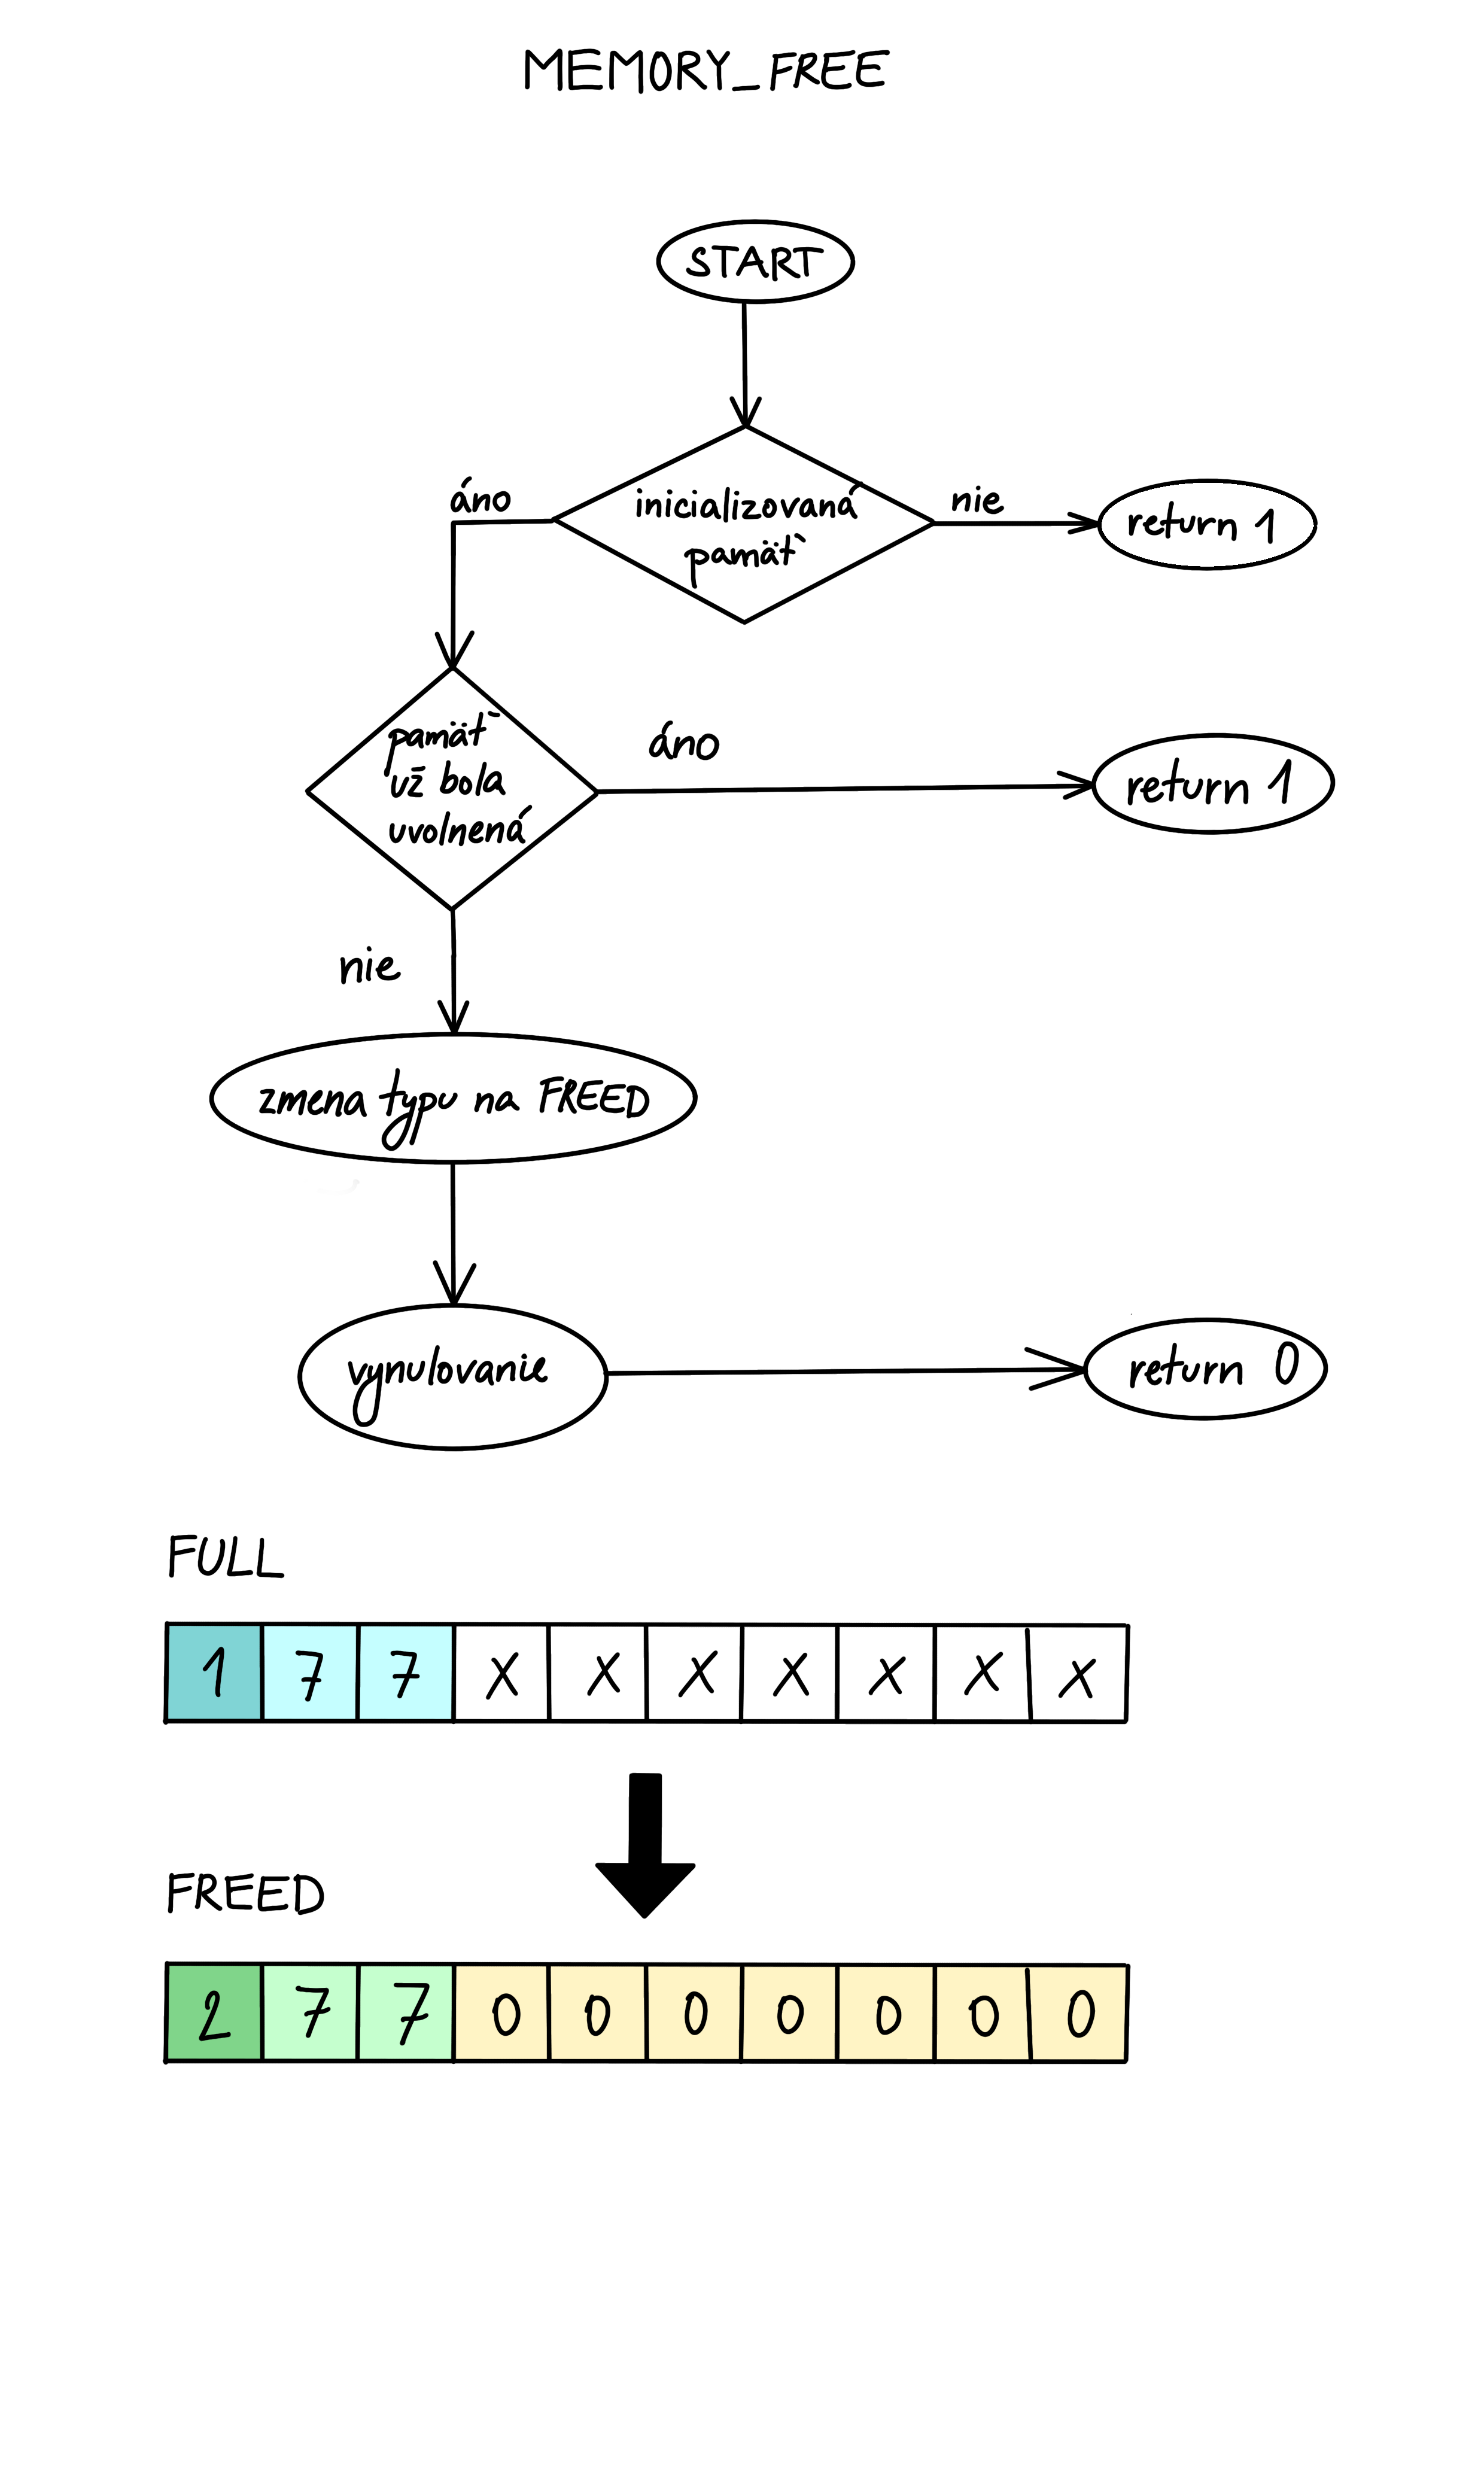 MEMORY_FREE
START
áno
inicializovaná
pamäť
nie
return 1
pamäť
už bola
uvolnená
áno
return 1
nie
zmena typu na FREED
vynulovanie
return 0
FULL
1 7 7 X X X X X X X
FREED
2 7 7 0 0 0 0 0 0 0